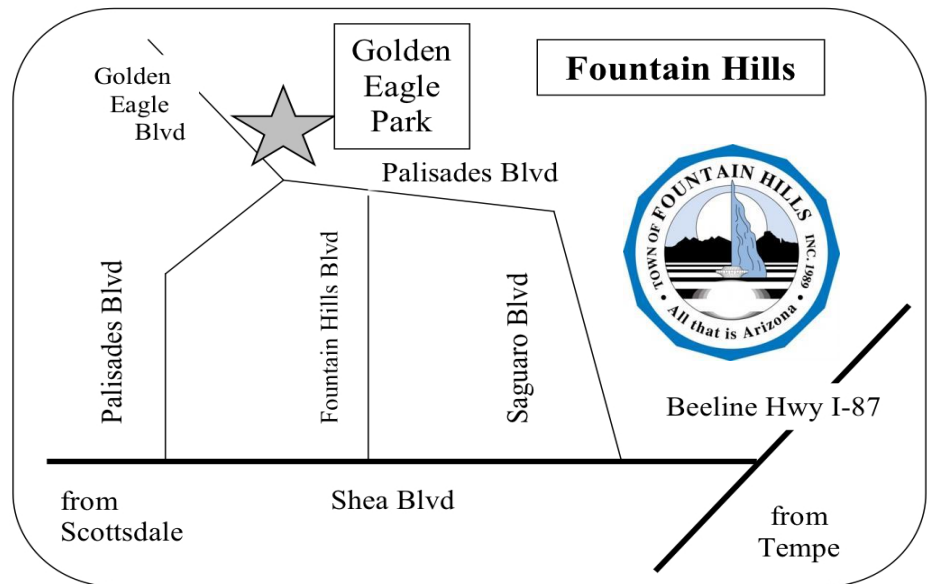 Golden
Eagle
Park
Fountain Hills
Golden
Eagle
Blvd
Palisades Blvd
TOWN OF FOUNTAIN HILLS INC. 1989
• All that is Arizona •
Palisades Blvd
Fountain Hills Blvd
Saguaro Blvd
Beeline Hwy I-87
from
Scottsdale
Shea Blvd
from
Tempe